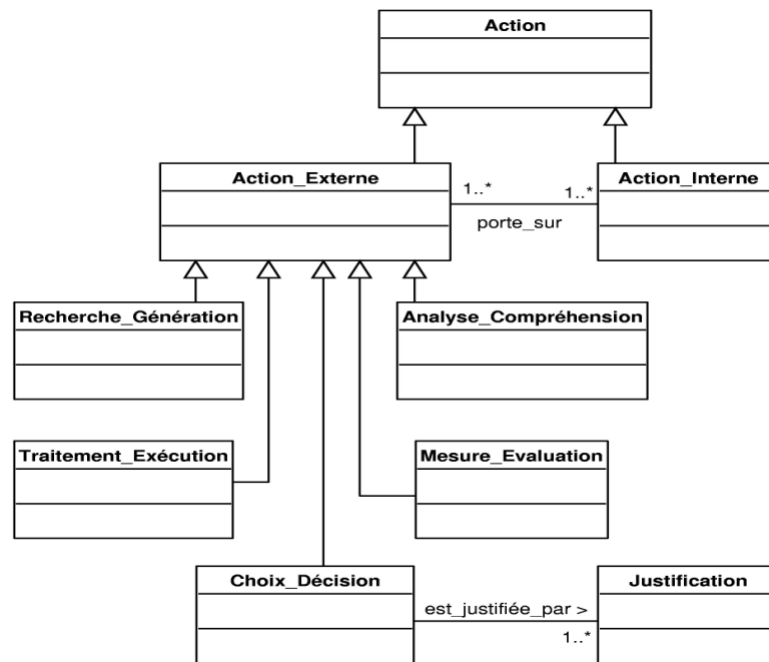 Action
Action_Externe
1..*
1..*
Action_Interne
porte_sur
Recherche_Génération
Analyse_Compréhension
Traitement_Exécution
Mesure_Evaluation
Choix_Décision
est_justifiée_par >
Justification
1..*